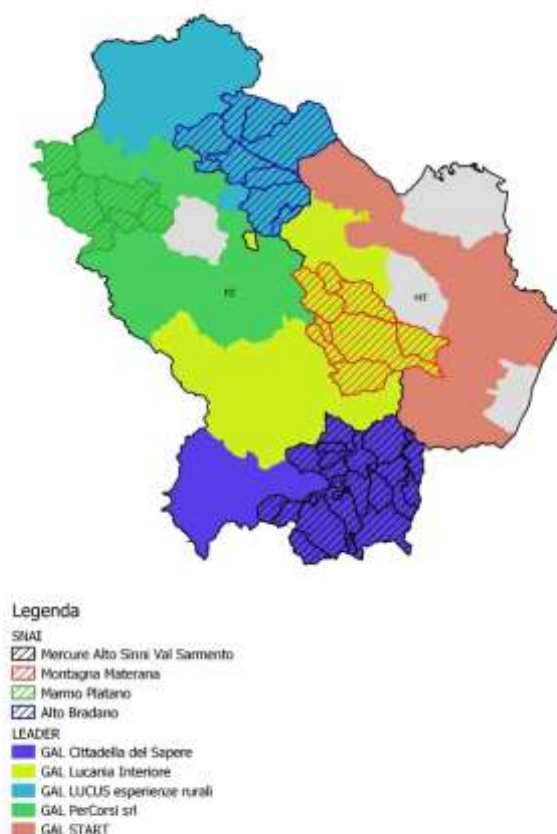 PZ
MT
Legenda
SNAI
Mercure Alto Sinni Val Sarmento
Montagna Materana
Marmo Platano
Alto Bradano
LEADER
GAL Cittadella del Sapere
GAL Lucania Interiore
GAL LUCUS esperienze rurali
GAL PerCorsi srl
GAL START